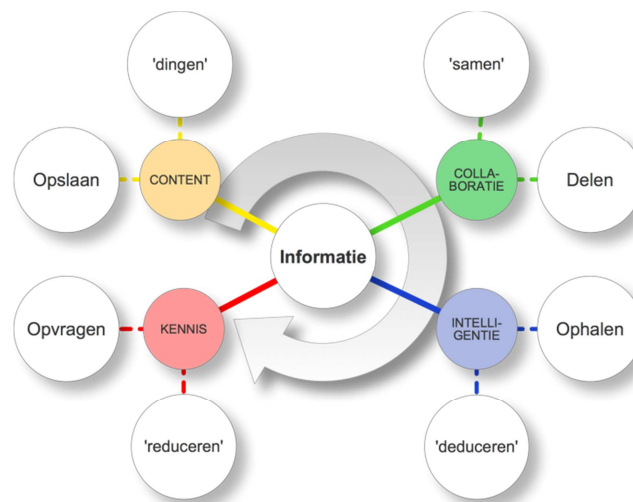 'dingen'
'samen'
Opslaan
CONTENT
COLLA-
BORATIE
Delen
Informatie
Opvragen
KENNIS
INTELLI-
GENTIE
Ophalen
'reduceren'
'deduceren'